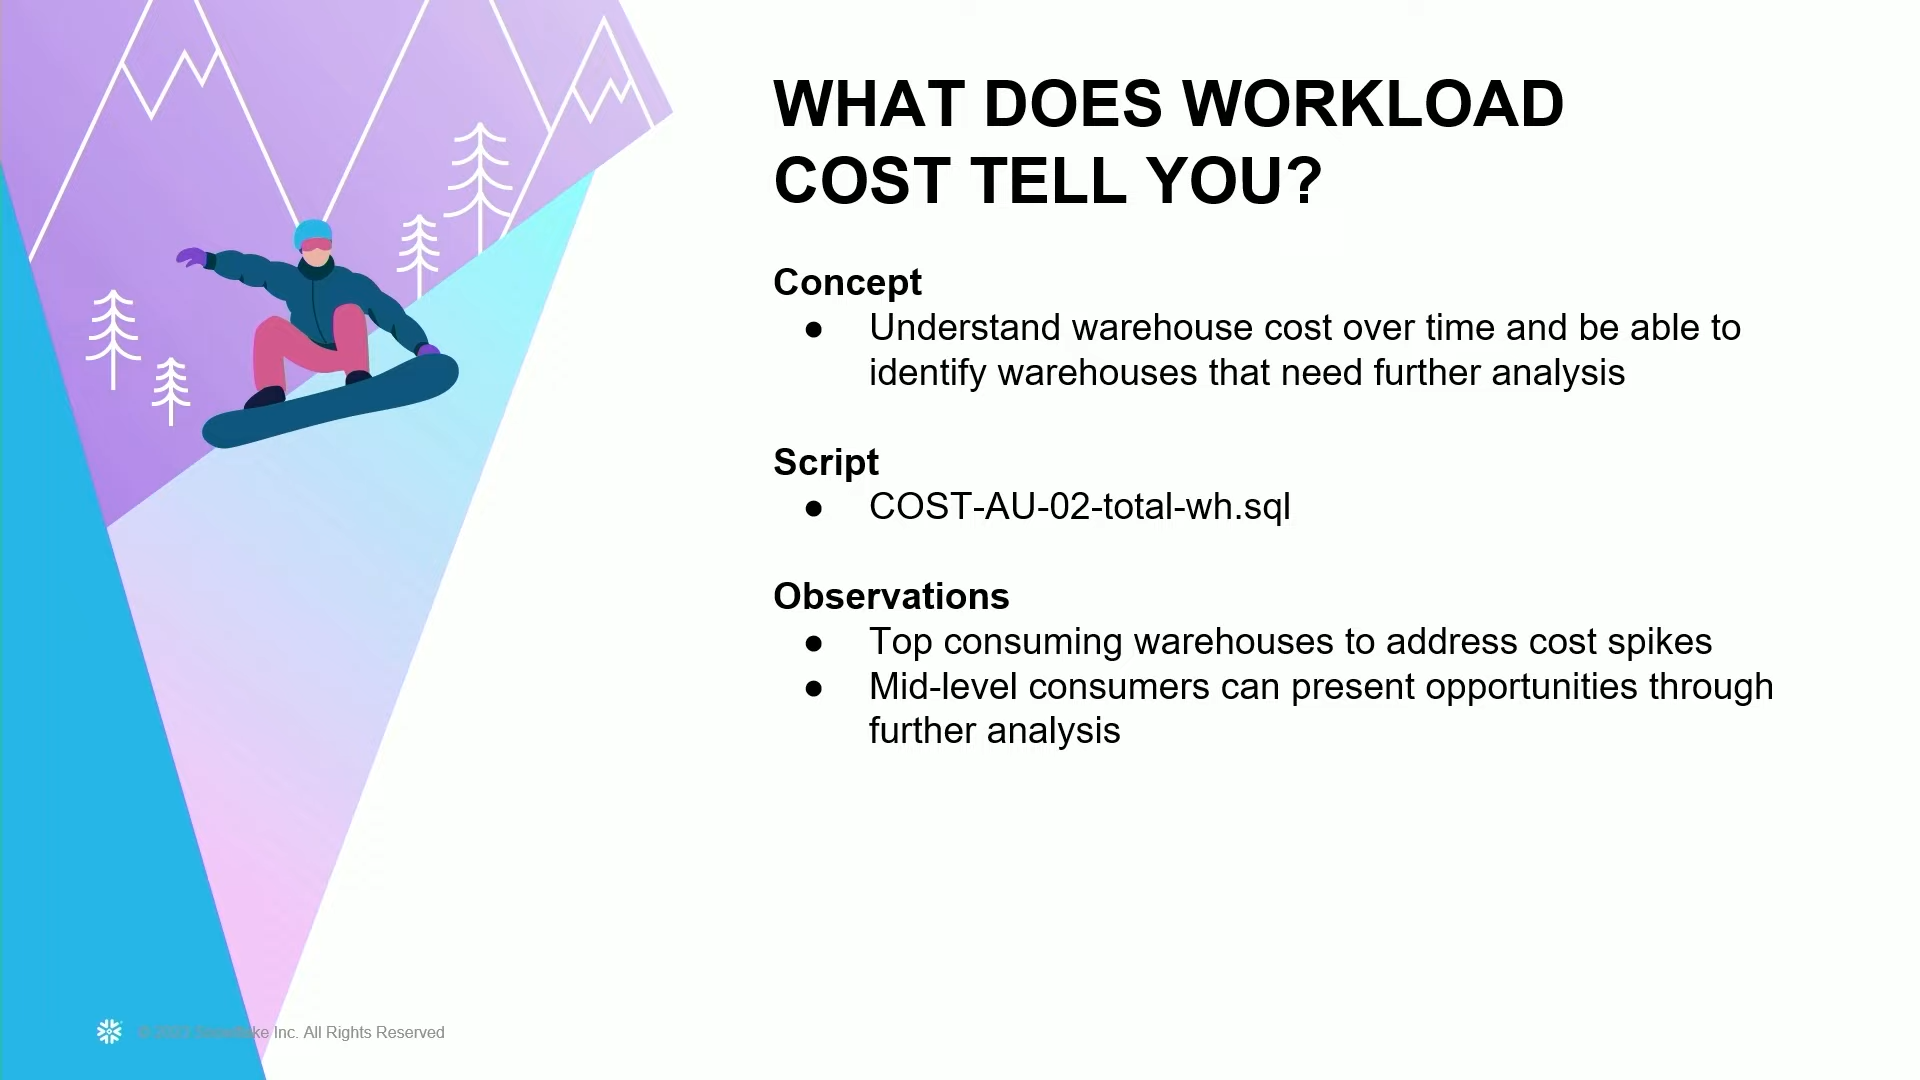 WHAT DOES WORKLOAD
COST TELL YOU?
Concept
● Understand warehouse cost over time and be able to
identify warehouses that need further analysis
Script
● COST-AU-02-total-wh.sql
Observations
● Top consuming warehouses to address cost spikes
● Mid-level consumers can present opportunities through
further analysis
Inc. All Rights Reserved